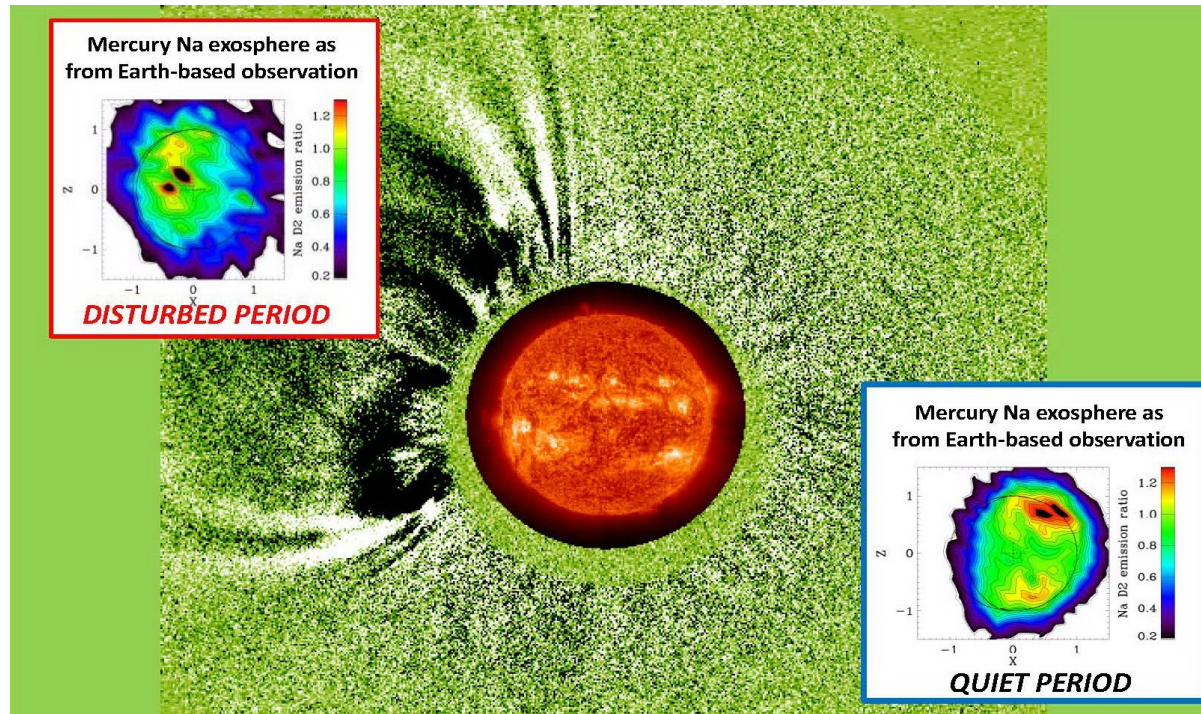 Mercury Na exosphere as
from Earth-based observation
1
0
-1
Z
-1
0
1
X
1.2
1.0
0.8
0.6
0.4
0.2
Na D2 emission ratio
DISTURBED PERIOD
Mercury Na exosphere as
from Earth-based observation
1
0
-1
Z
-1
0
1
X
1.2
1.0
0.8
0.6
0.4
0.2
Na D2 emission ratio
QUIET PERIOD